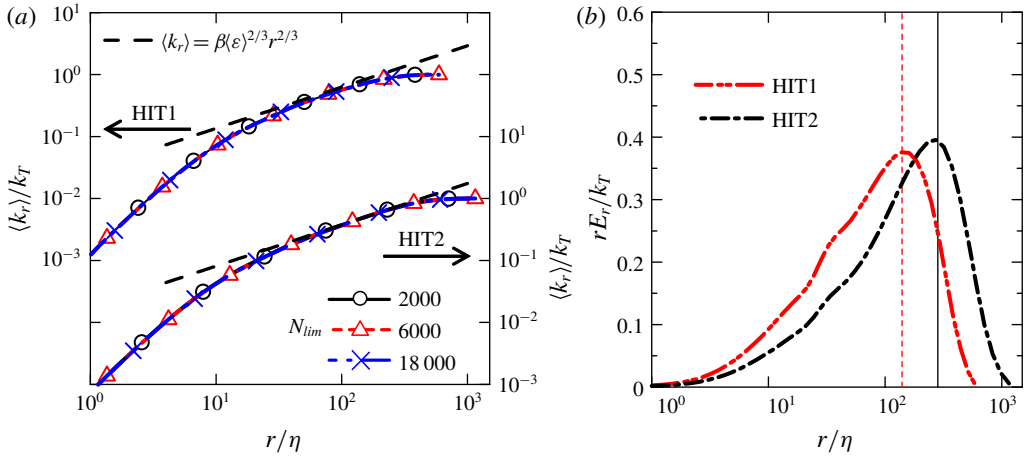 (a)
⟨k_r⟩ = β⟨ε⟩^{2/3} r^{2/3}
10^1
10^0
10^{-1}
10^{-2}
10^{-3}
⟨k_r⟩/k_T
HIT1
HIT2
10^1
10^0
10^{-1}
10^{-2}
10^{-3}
⟨k_r⟩/k_T
N_{lim}
2000
6000
18 000
10^0 10^1 10^2 10^3
r/η
(b)
0.6
0.5
0.4
0.3
0.2
0.1
0
rE_r/k_T
HIT1
HIT2
10^0 10^1 10^2 10^3
r/η